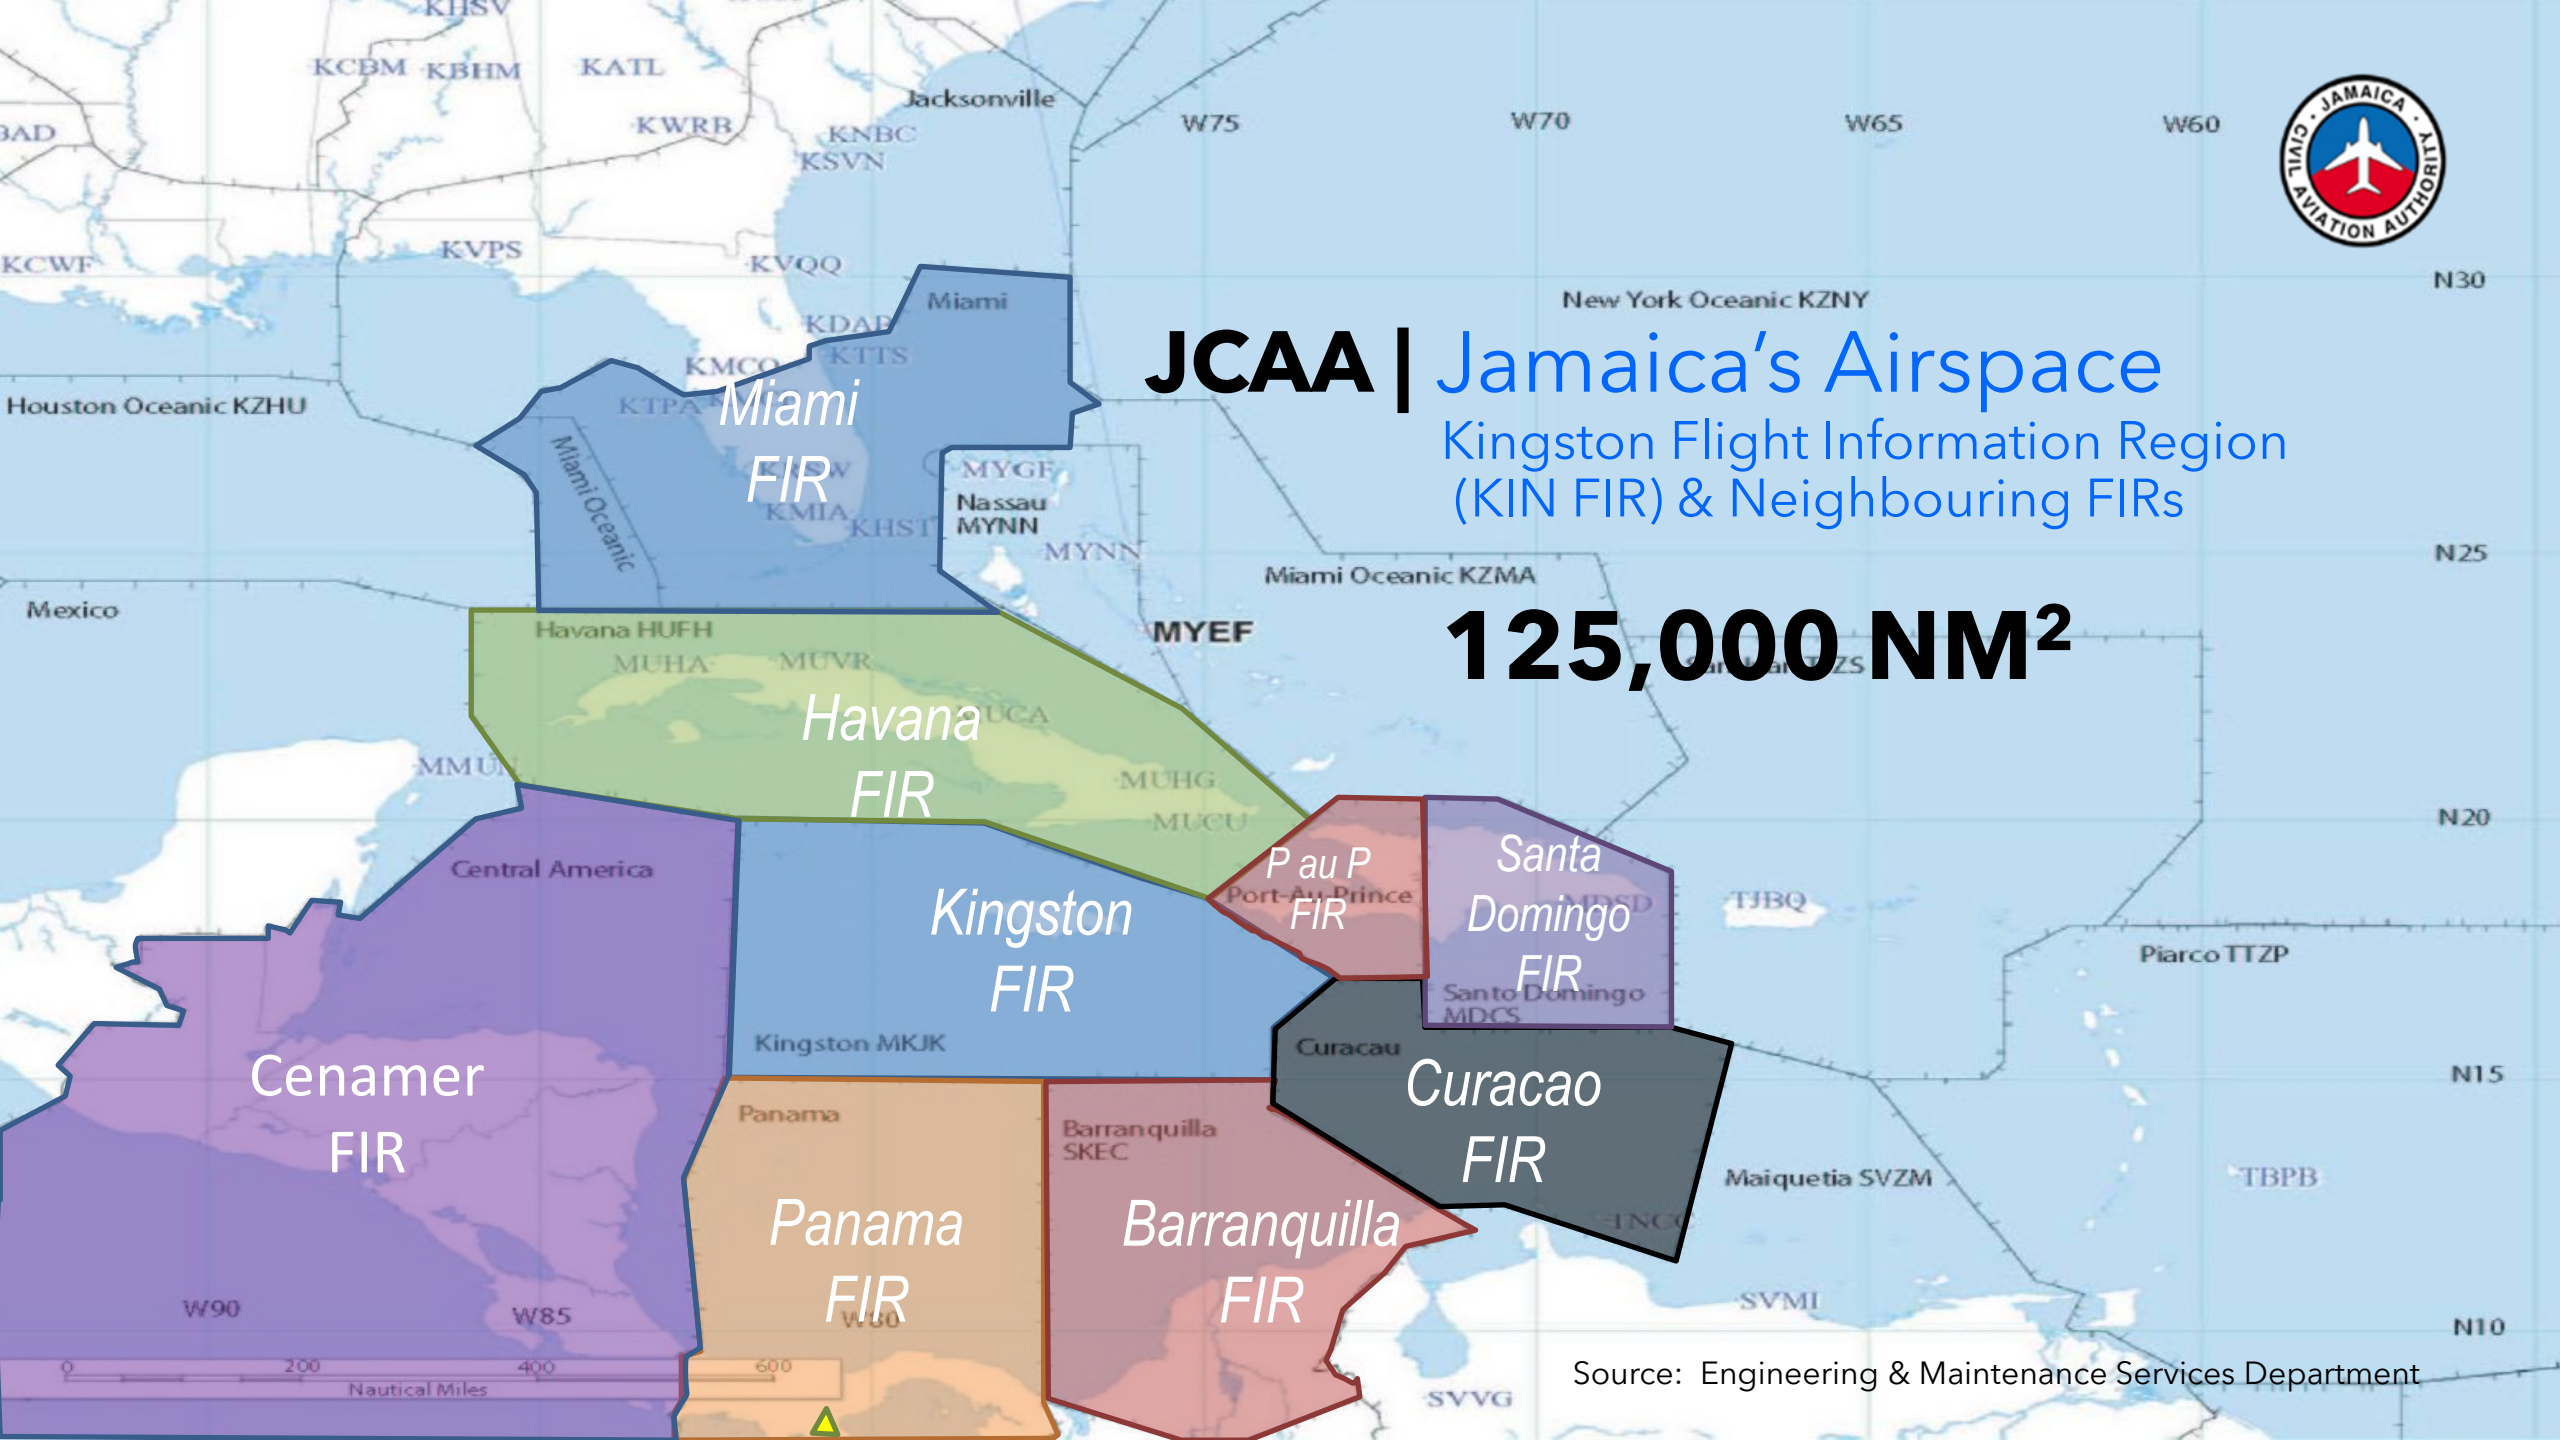 KHSV
KCBM KBHM KATL
Jacksonville
KWRB
KNBC
KSVN
W75
W70
W65
W60
JAMAICA
CIVIL AVIATION AUTHORITY
BAD
KCWF
KVPS
KVQQ
Miami
KDAB
KTTS
KMCO
KTPA
N30
New York Oceanic KZNY
JCAA | Jamaica's Airspace
Kingston Flight Information Region
(KIN FIR) & Neighbouring FIRs
Houston Oceanic KZHU
Miami
FIR
Miami Oceanic
KMIA
KHST
MYGF
Nassau
MYNN
MYNN
N25
Miami Oceanic KZMA
Mexico
MYEF
125,000 NM²
Havana HUFH
MUHA
MUVR
Havana
FIR
MUCA
MUHG
MUCU
MMUN
N20
Central America
Kingston
FIR
Kingston MKJK
P au P
FIR
Port-Au-Prince
Santa
Domingo
FIR
MDSD
Santo Domingo
MDCS
TJBQ
Piarco TTZP
Cenamer
FIR
Curacau
Curacao
FIR
N15
Panama
Panama
FIR
Barranquilla
SKEC
Barranquilla
FIR
Maiquetia SVZM
TBPB
TNCC
W90
W85
W80
SVMI
N10
0 200 400 600
Nautical Miles
SVVG
Source: Engineering & Maintenance Services Department